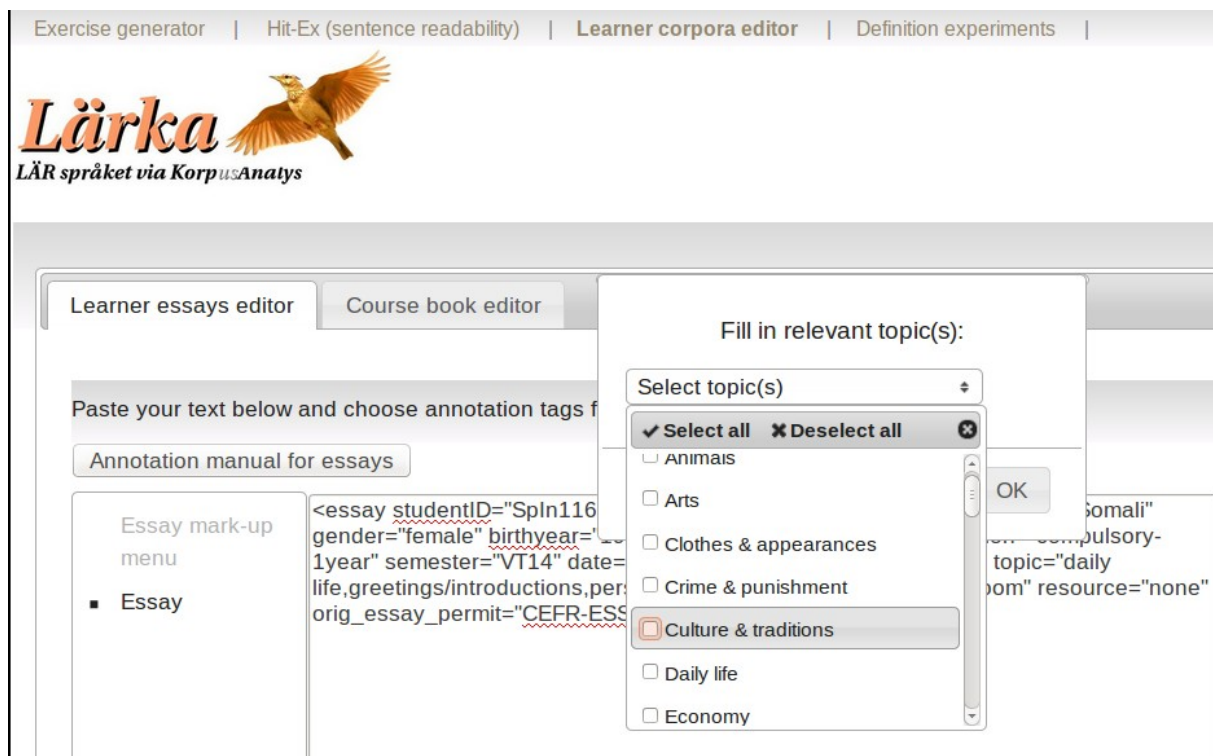 Exercise generator | Hit-Ex (sentence readability) | Learner corpora editor | Definition experiments |
Lärka
LÄR språket via KorpusAnalys
Learner essays editor
Course book editor
Fill in relevant topic(s):
Select topic(s)
Select all Deselect all
Animals
Arts
Clothes & appearances
Crime & punishment
Culture & traditions
Daily life
Economy
OK
Paste your text below and choose annotation tags f
Annotation manual for essays
Essay mark-up
menu
Essay
<essay studentID="SpIn116 Somali"
gender="female" birthyear= compulsory-
1year" semester="VT14" date= topic="daily
life,greetings/introductions,per oom" resource="none"
orig_essay_permit="CEFR-ESS